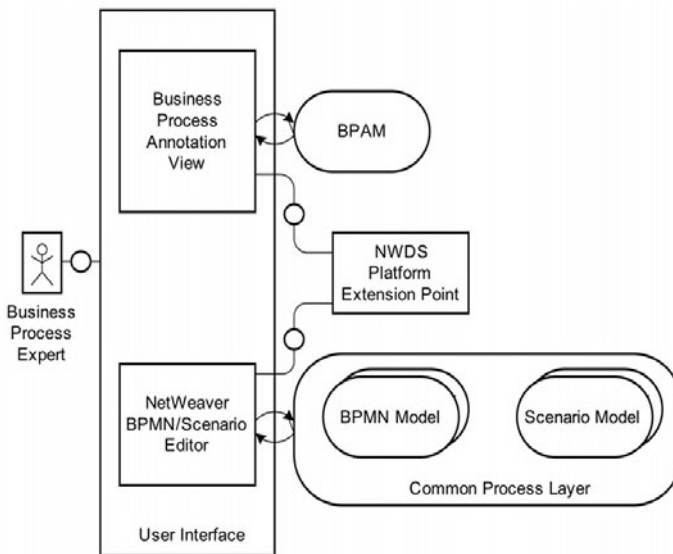 Business
Process
Annotation
View
BPAM
NWDS
Platform
Extension Point
Business
Process
Expert
NetWeaver
BPMN/Scenario
Editor
BPMN Model
Scenario Model
Common Process Layer
User Interface